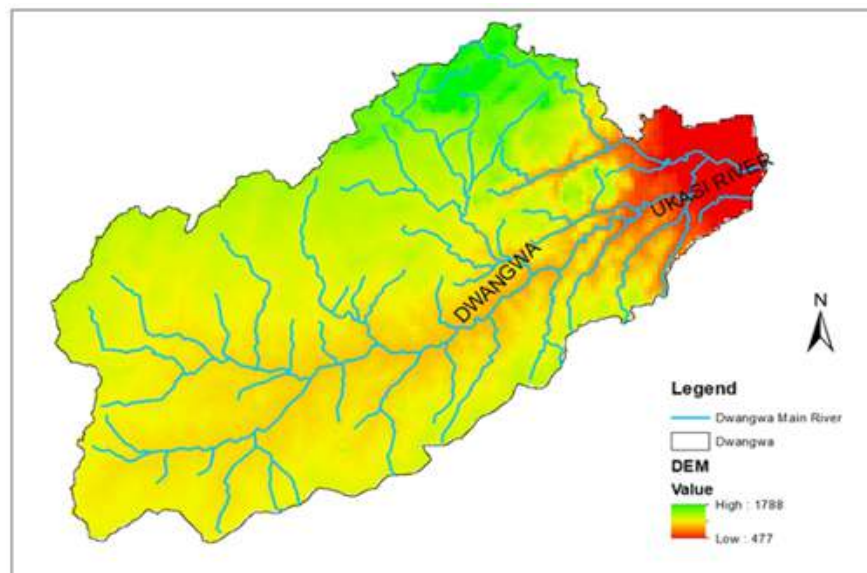 UKASI RIVER
DWANGWA
N
Legend
Dwangwa Main River
Dwangwa
DEM
Value
High : 1788
Low : 477